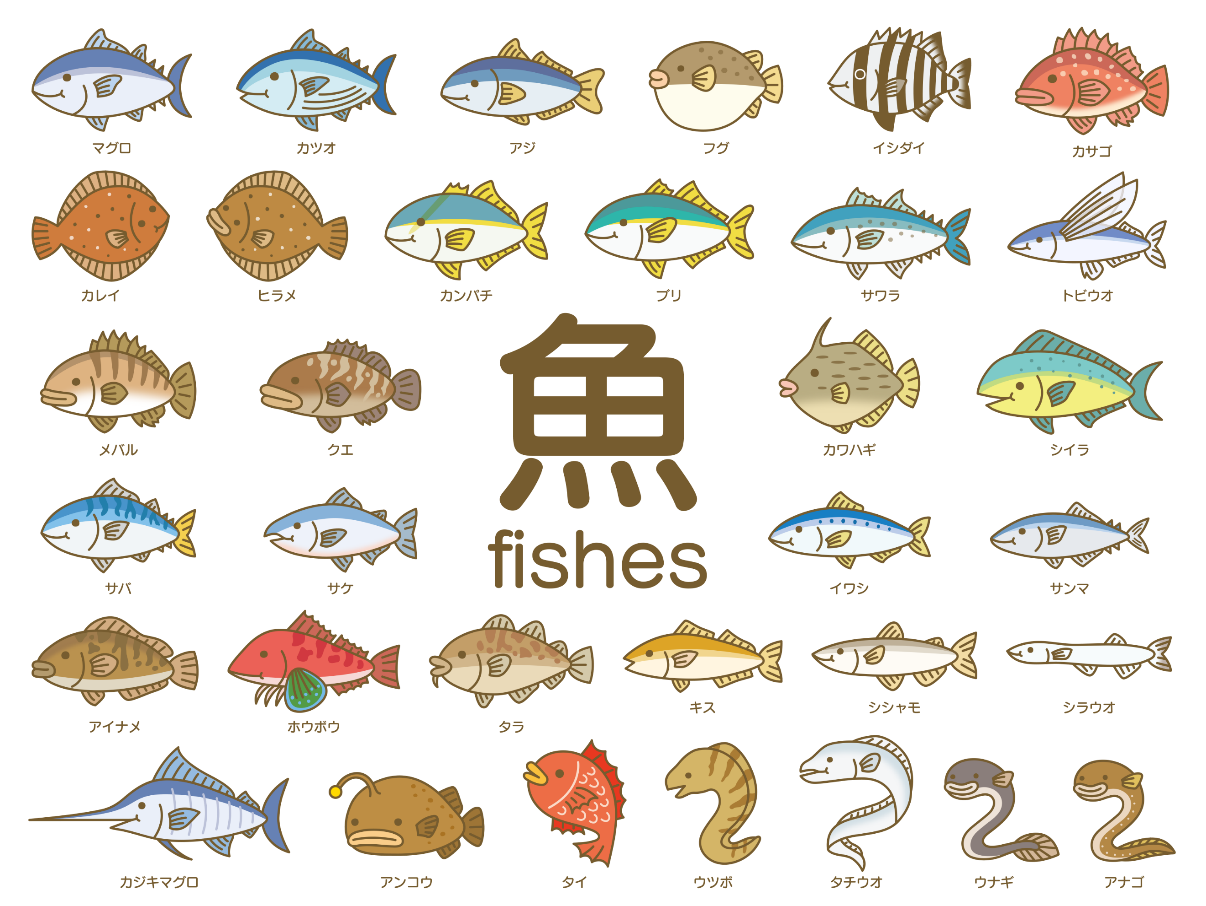 マグロ
カツオ
アジ
フグ
イシダイ
カサゴ
カレイ
ヒラメ
カンパチ
ブリ
サワラ
トビウオ
メバル
クエ
魚
fishes
カワハギ
シイラ
サバ
サケ
イワシ
サンマ
アイナメ
ホウボウ
タラ
キス
シシャモ
シラウオ
カジキマグロ
アンコウ
タイ
ウツボ
タチウオ
ウナギ
アナゴ